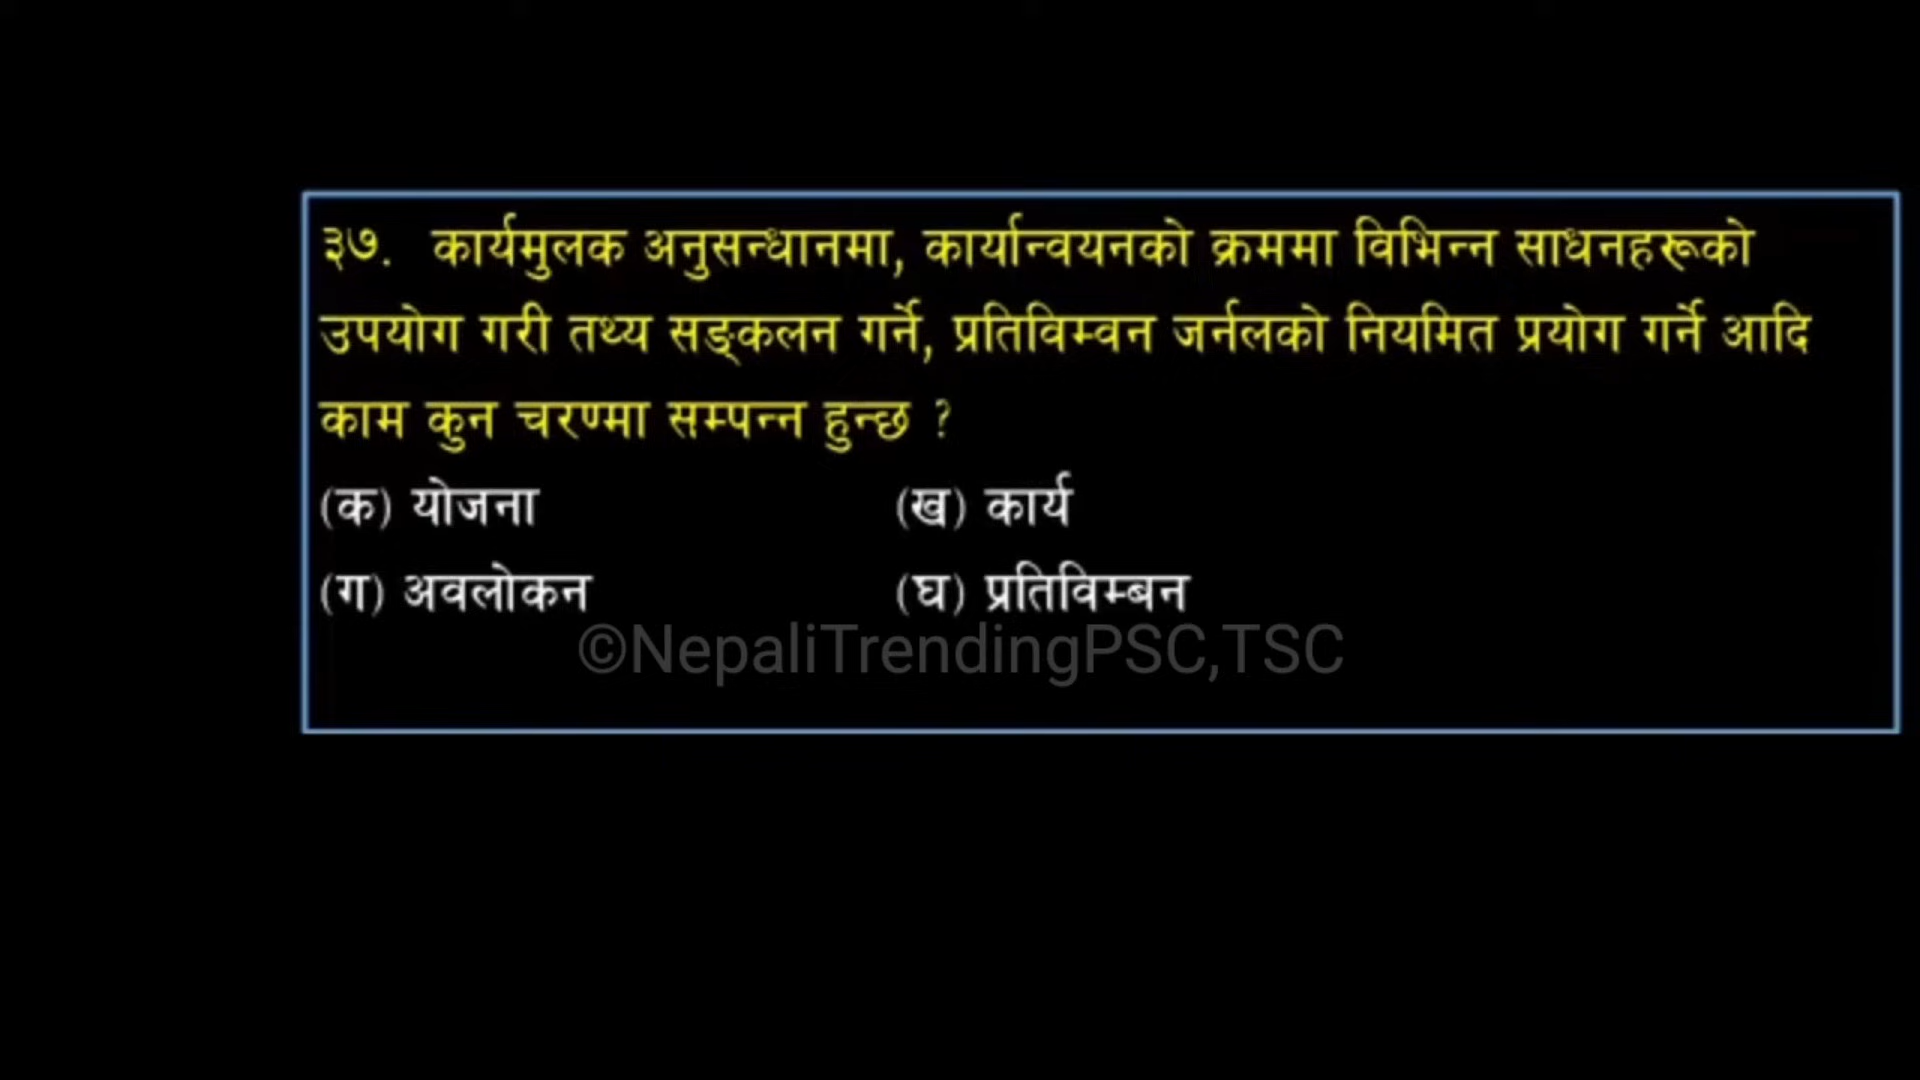 ३७. कार्यमुलक अनुसन्धानमा, कार्यान्वयनको क्रममा विभिन्न साधनहरूको
उपयोग गरी तथ्य सङ्कलन गर्ने, प्रतिविम्वन जर्नलको नियमित प्रयोग गर्ने आदि
काम कुन चरणमा सम्पन्न हुन्छ ?
(क) योजना (ख) कार्य
(ग) अवलोकन (घ) प्रतिविम्बन
©NepaliTrendingPSC,TSC